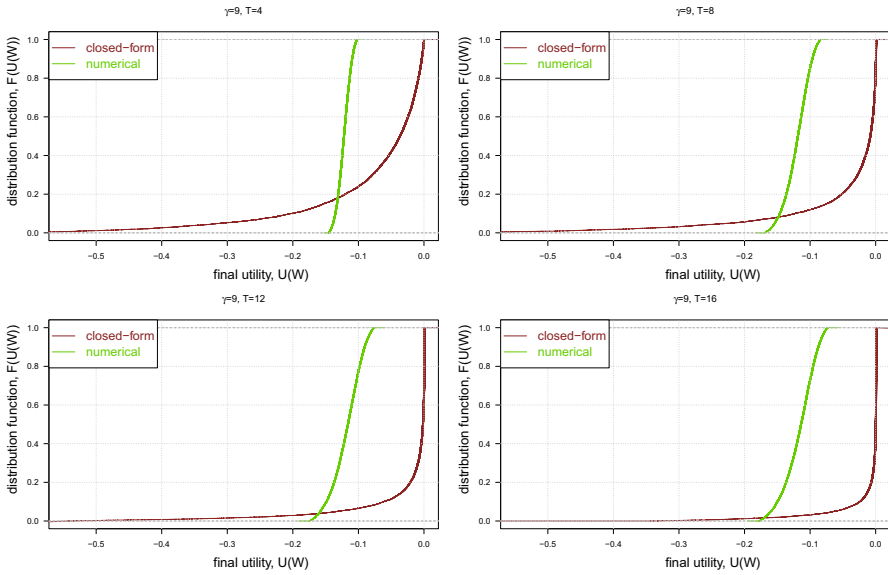 γ=9, T=4
closed−form
numerical
distribution function, F(U(W))
1.0
0.8
0.6
0.4
0.2
0.0
−0.5 −0.4 −0.3 −0.2 −0.1 0.0
final utility, U(W)
γ=9, T=8
closed−form
numerical
distribution function, F(U(W))
1.0
0.8
0.6
0.4
0.2
0.0
−0.5 −0.4 −0.3 −0.2 −0.1 0.0
final utility, U(W)
γ=9, T=12
closed−form
numerical
distribution function, F(U(W))
1.0
0.8
0.6
0.4
0.2
0.0
−0.5 −0.4 −0.3 −0.2 −0.1 0.0
final utility, U(W)
γ=9, T=16
closed−form
numerical
distribution function, F(U(W))
1.0
0.8
0.6
0.4
0.2
0.0
−0.5 −0.4 −0.3 −0.2 −0.1 0.0
final utility, U(W)